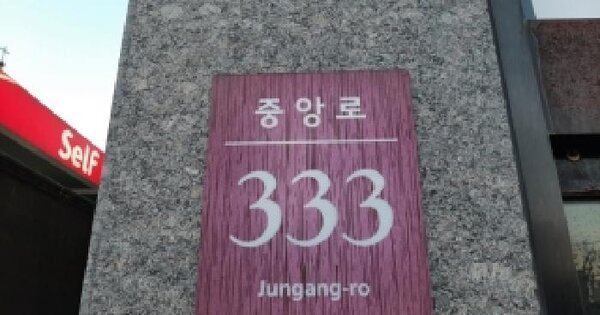 Self
중앙로
333
Jungang-ro